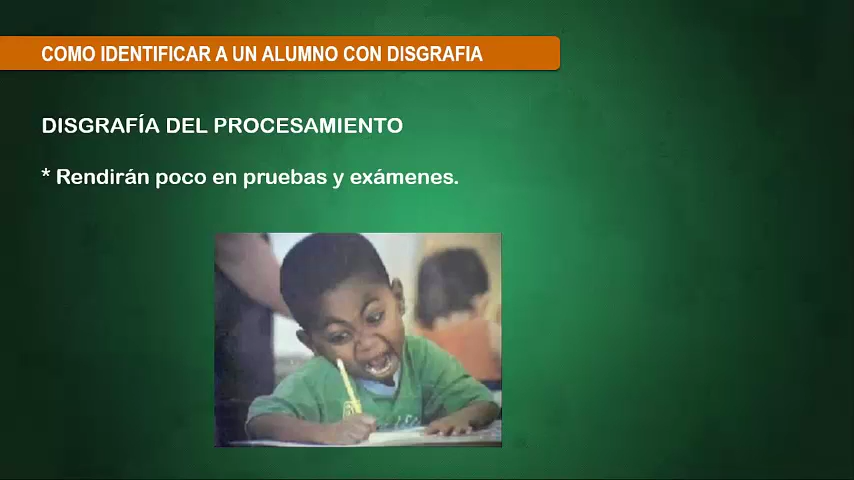 COMO IDENTIFICAR A UN ALUMNO CON DISGRAFIA
DISGRAFÍA DEL PROCESAMIENTO
* Rendirán poco en pruebas y exámenes.